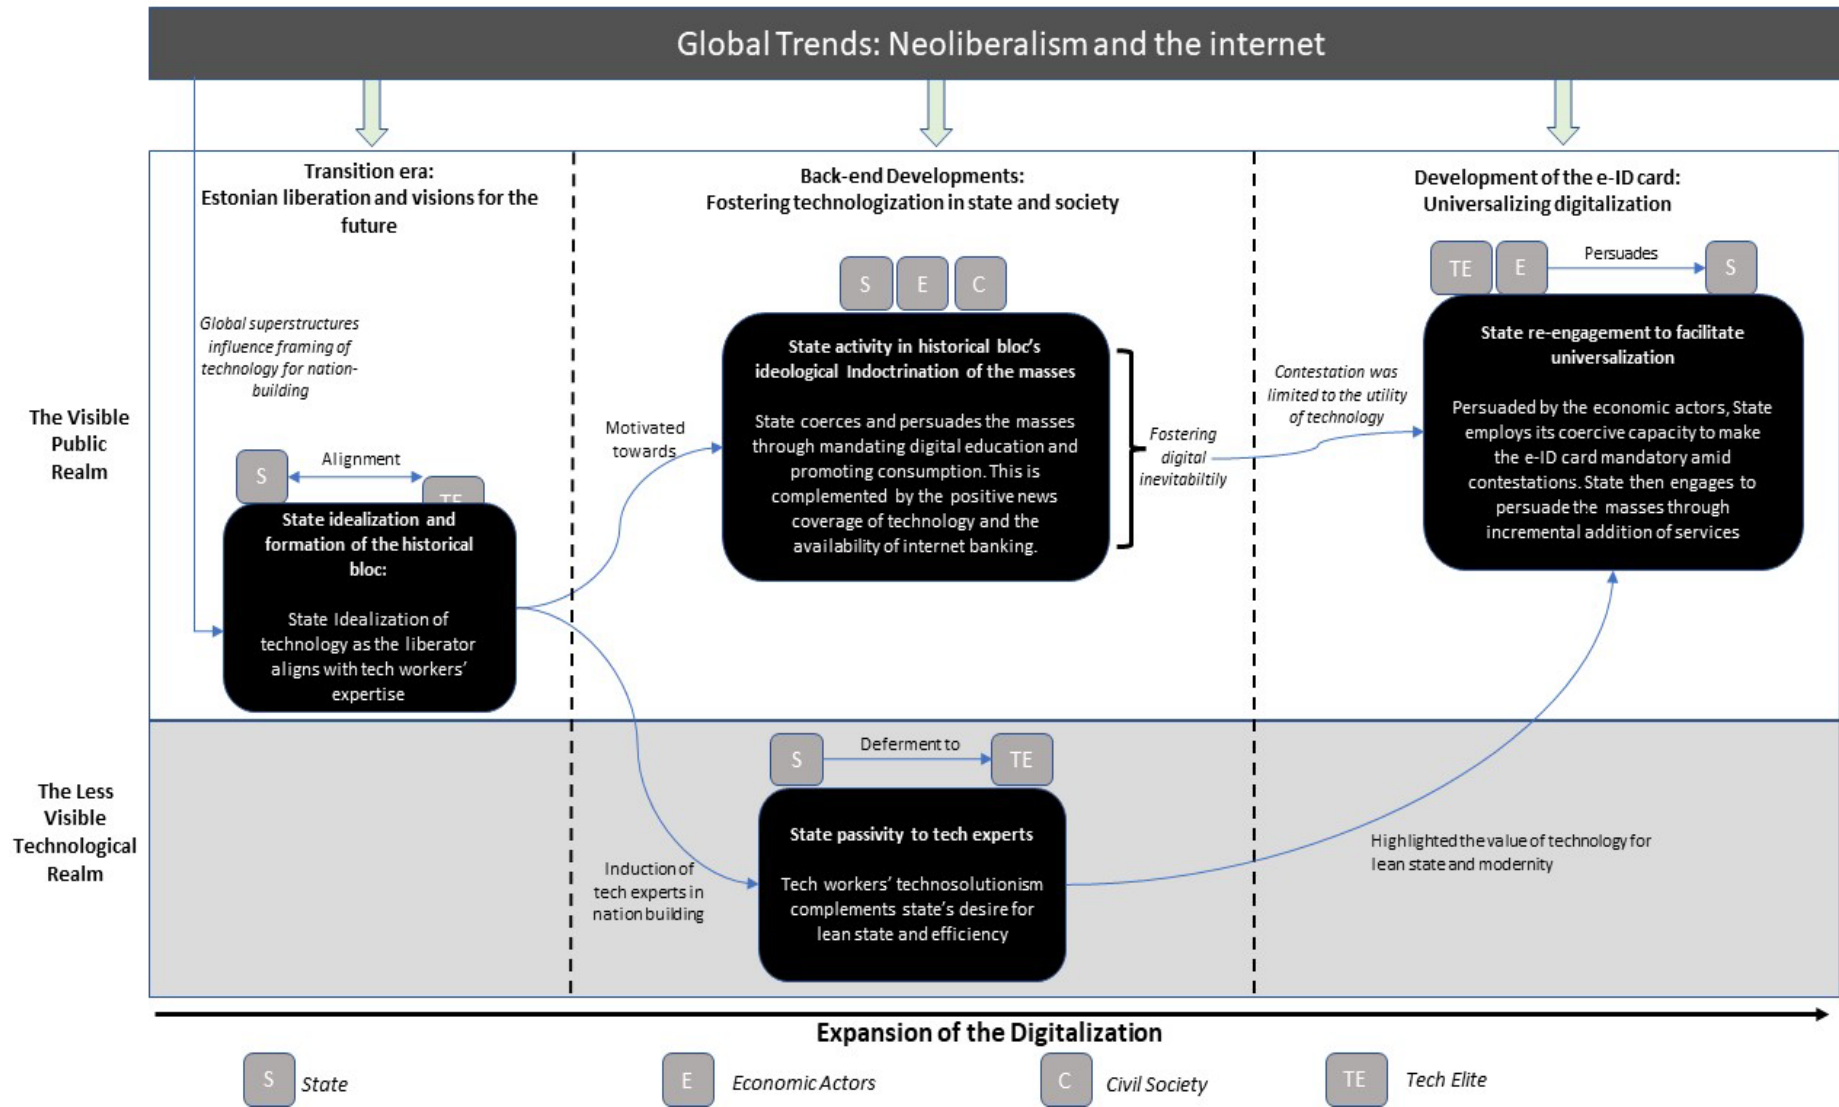 Global Trends: Neoliberalism and the internet
Transition era:
Estonian liberation and visions for the
future
Back-end Developments:
Fostering technologization in state and society
Development of the e-ID card:
Universalizing digitalization
The Visible
Public
Realm
Global superstructures
influence framing of
technology for nation-
building
S
Alignment
TE
State idealization and
formation of the historical
bloc:
State Idealization of
technology as the liberator
aligns with tech workers'
expertise
Motivated
towards
S
E
C
State activity in historical bloc's
ideological Indoctrination of the masses
State coerces and persuades the masses
through mandating digital education and
promoting consumption. This is
complemented by the positive news
coverage of technology and the
availability of internet banking.
Fostering
digital
inevitabiltily
Contestation was
limited to the utility
of technology
TE
E
Persuades
S
State re-engagement to facilitate
universalization
Persuaded by the economic actors, State
employs its coercive capacity to make
the e-ID card mandatory amid
contestations. State then engages to
persuade the masses through
incremental addition of services
The Less
Visible
Technological
Realm
Induction of
tech experts in
nation building
S
Deferment to
TE
State passivity to tech experts
Tech workers' technosolutionism
complements state's desire for
lean state and efficiency
Highlighted the value of technology for
lean state and modernity
Expansion of the Digitalization
S State
E Economic Actors
C Civil Society
TE Tech Elite